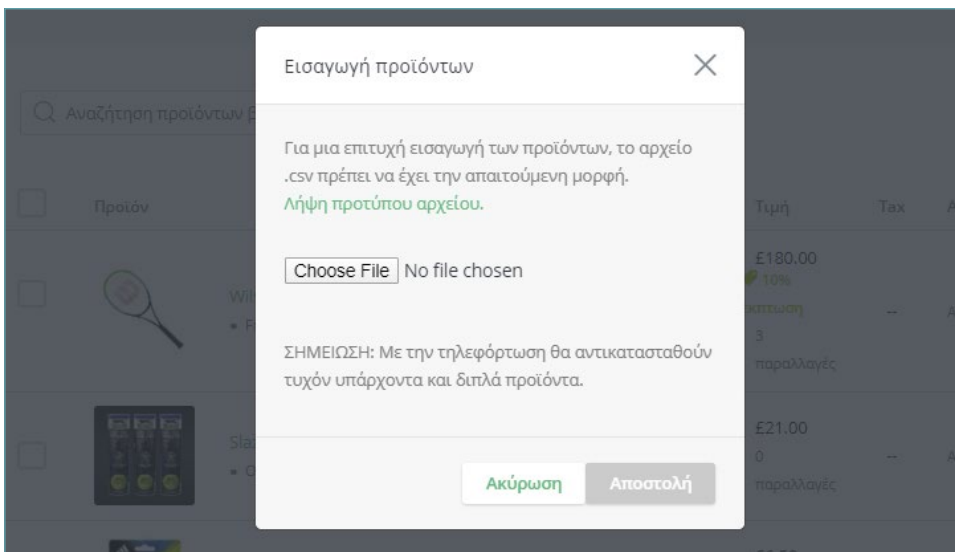 Εισαγωγή προϊόντων
Αναζήτηση προϊόντων
Για μια επιτυχή εισαγωγή των προϊόντων, το αρχείο
.csv πρέπει να έχει την απαιτούμενη μορφή.
Λήψη προτύπου αρχείου.
Προϊόν
Τιμή
Tax
£180.00
10%
Choose File No file chosen
--
3
παραλλαγές
ΣΗΜΕΙΩΣΗ: Με την τηλεφόρτωση θα αντικατασταθούν
τυχόν υπάρχοντα και διπλά προϊόντα.
£21.00
0
--
παραλλαγές
Ακύρωση
Αποστολή